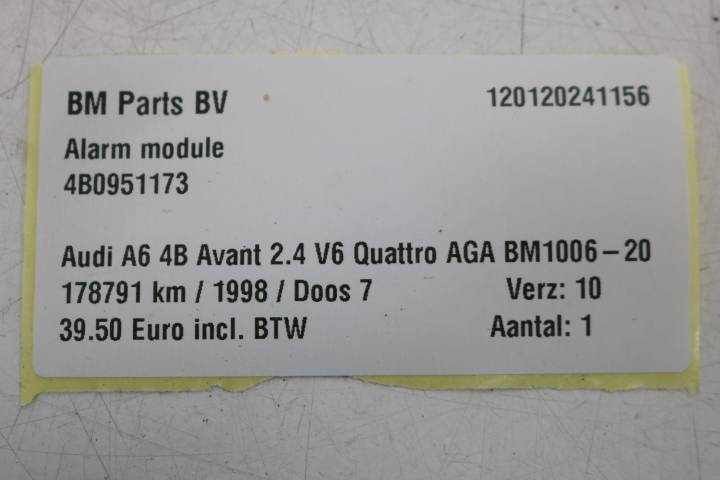 BM Parts BV 120120241156
Alarm module
4B0951173
Audi A6 4B Avant 2.4 V6 Quattro AGA BM1006-20
178791 km / 1998 / Doos 7 Verz: 10
39.50 Euro incl. BTW Aantal: 1